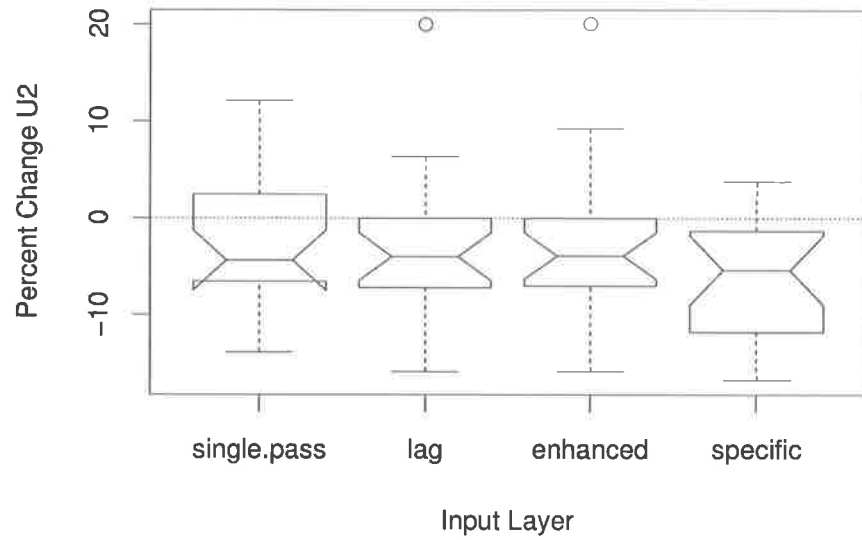 Percent Change U2
20
10
0
−10
single.pass lag enhanced specific
Input Layer